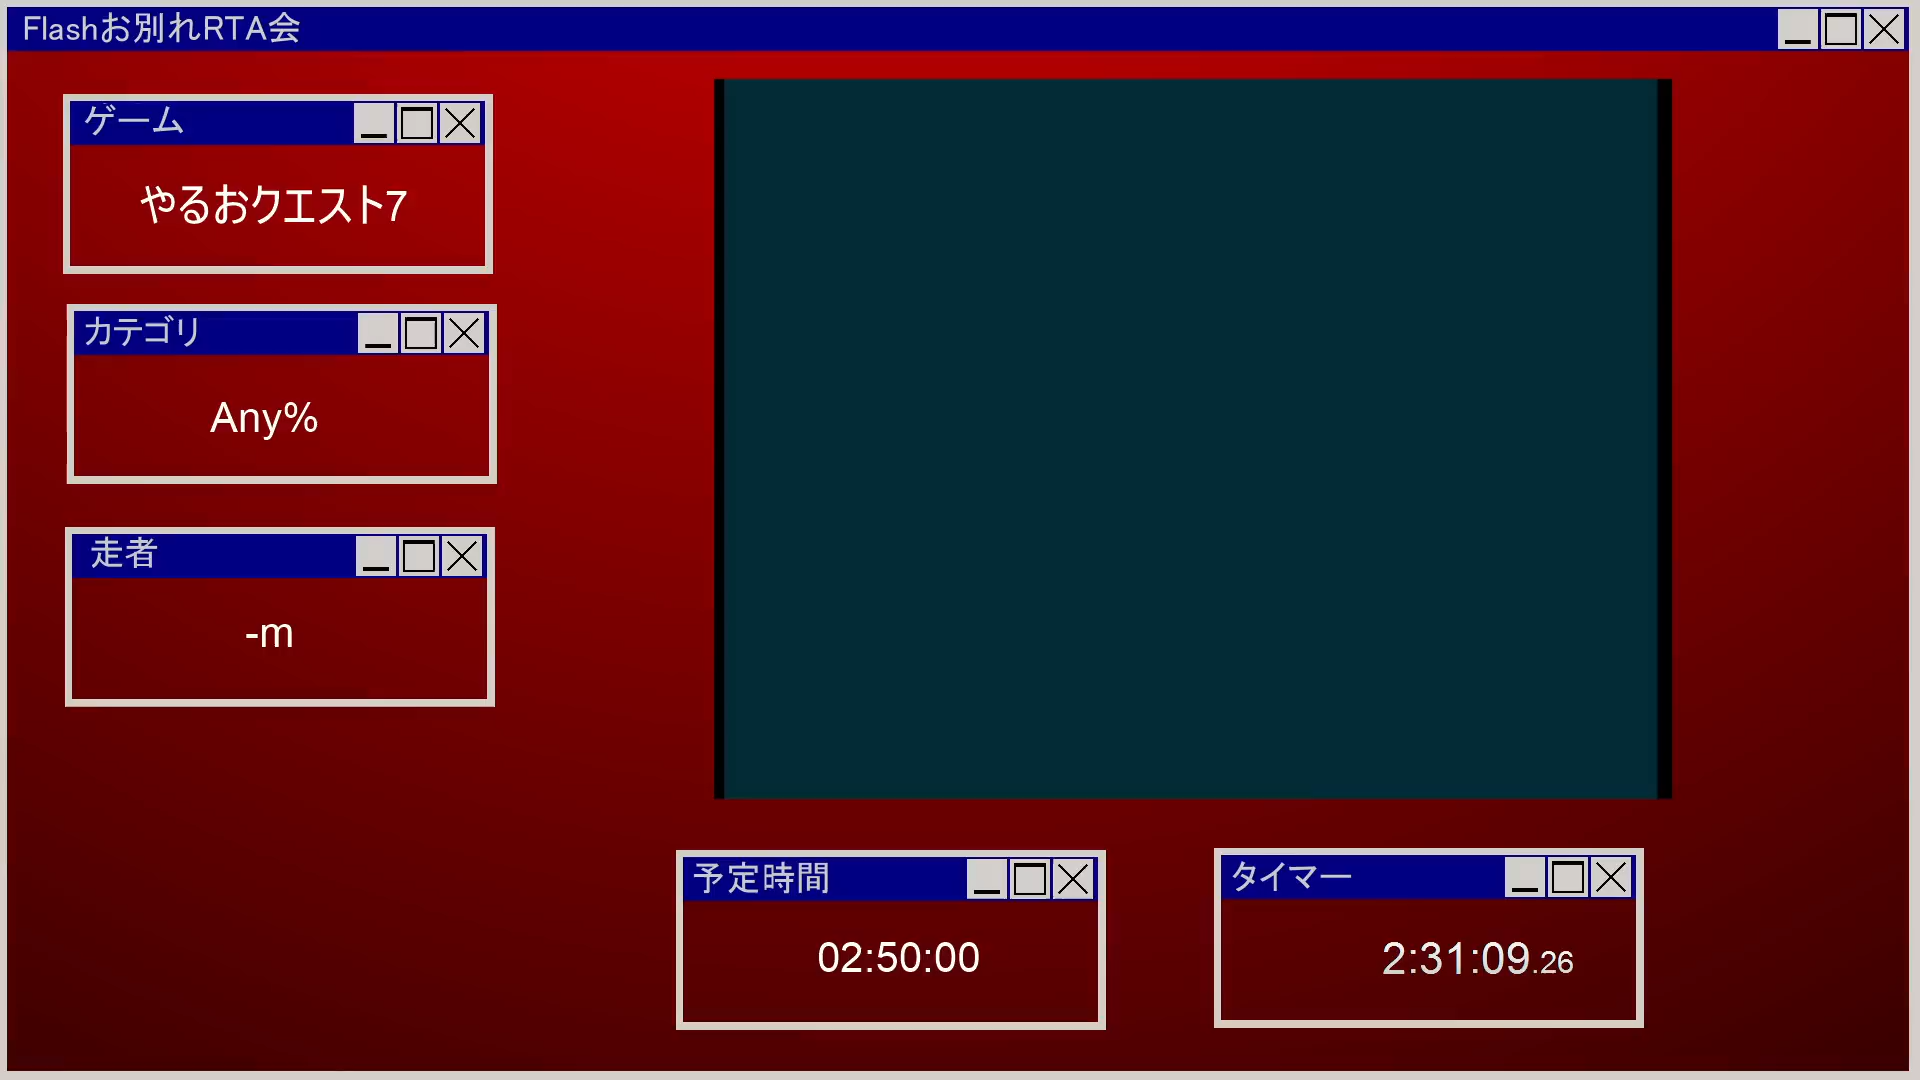 Flashお別れRTA会
ゲーム
やるおクエスト7
カテゴリ
Any%
走者
-m
予定時間
02:50:00
タイマー
2:31:09.26